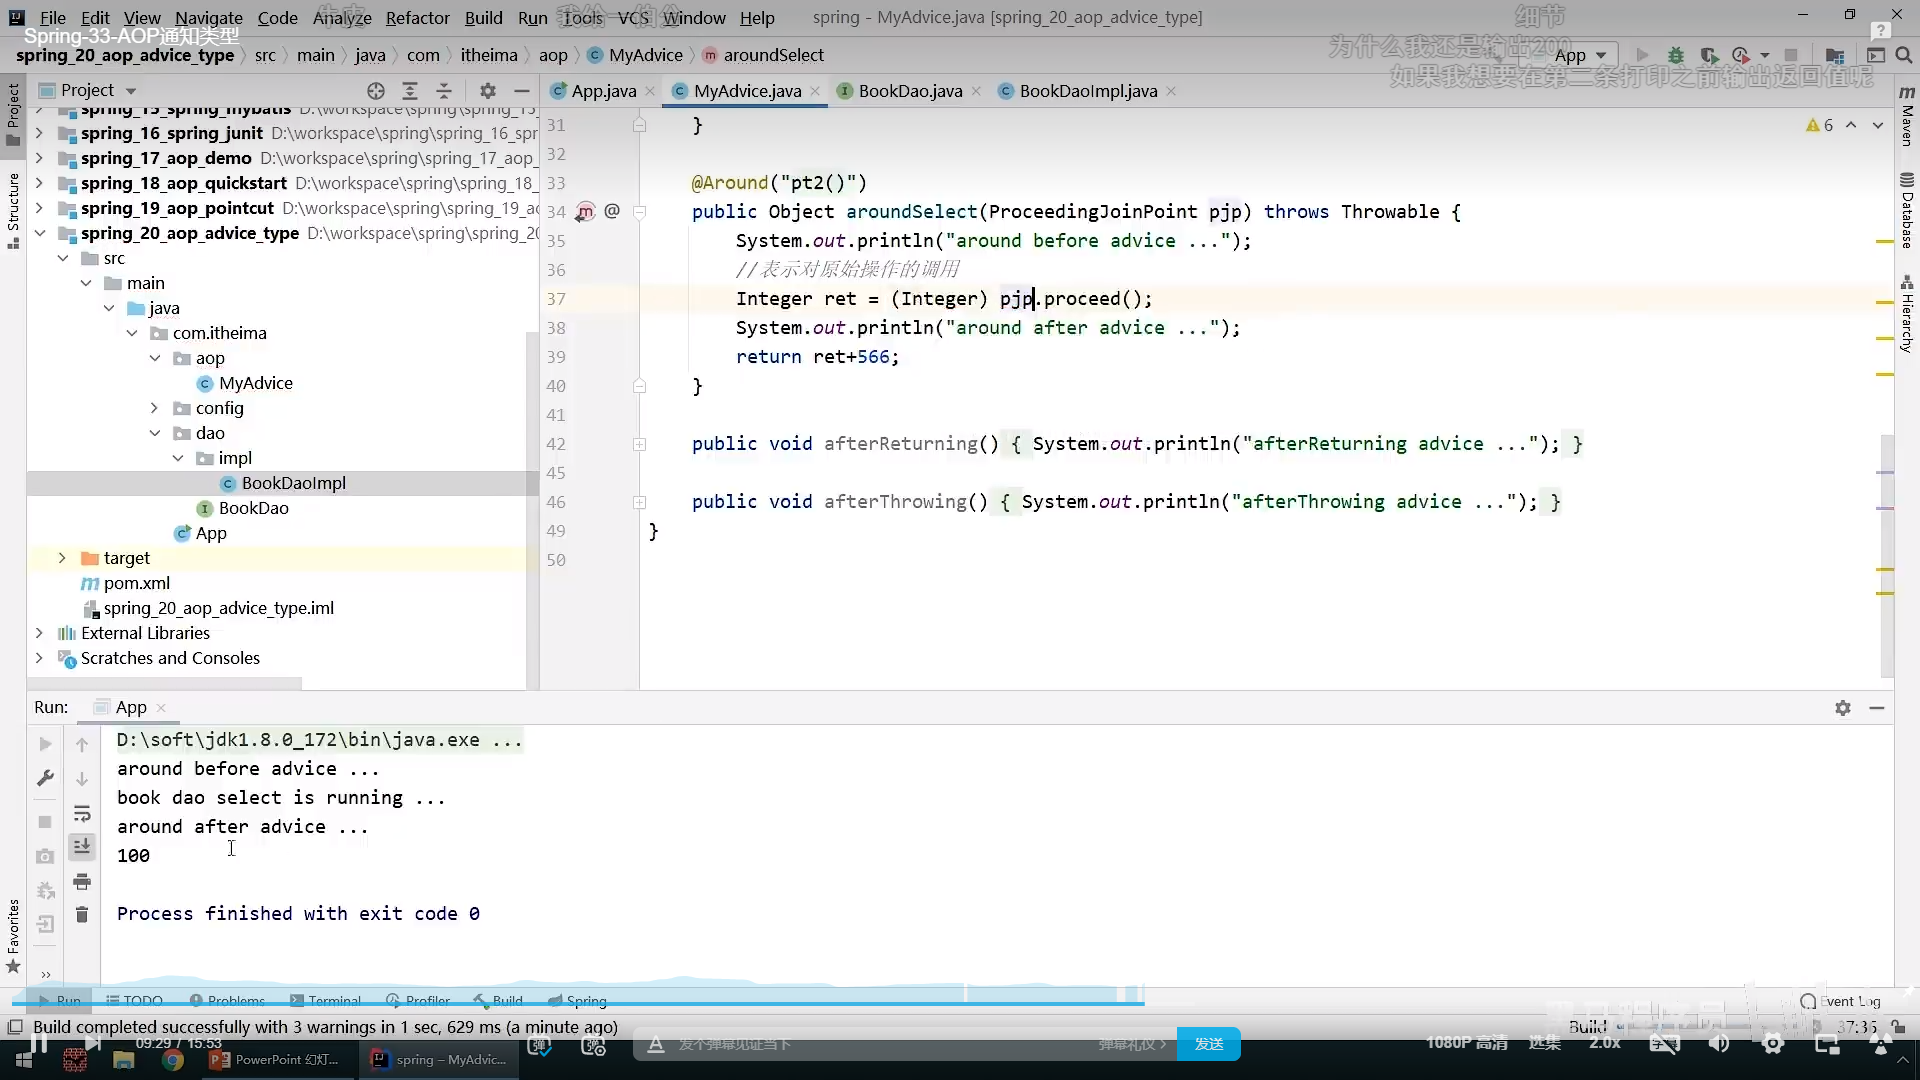 File Edit View Navigate Code Analyze Refactor Build Run Tools VCS Window Help spring - MyAdvice.java [spring_20_aop_advice_type]
Spring-33-AOP通知类型
细节
为什么我还是输出200
如果我想要在第二条打印之前输出返回值呢
spring_20_aop_advice_type src main java com itheima aop MyAdvice aroundSelect App
Project
App.java MyAdvice.java BookDao.java BookDaoImpl.java
Project
Structure
Favorites
Maven
Database
Hierarchy
spring_15_spring_mybatis D:\workspace\spring\spring_15_
spring_16_spring_junit D:\workspace\spring\spring_16_spr
spring_17_aop_demo D:\workspace\spring\spring_17_aop_
spring_18_aop_quickstart D:\workspace\spring\spring_18_
spring_19_aop_pointcut D:\workspace\spring\spring_19_ao
spring_20_aop_advice_type D:\workspace\spring\spring_20
src
main
java
com.itheima
aop
MyAdvice
config
dao
impl
BookDaoImpl
BookDao
App
target
pom.xml
spring_20_aop_advice_type.iml
External Libraries
Scratches and Consoles
6
31 }
32
33 @Around("pt2()")
34 public Object aroundSelect(ProceedingJoinPoint pjp) throws Throwable {
35 System.out.println("around before advice ...");
36 //表示对原始操作的调用
37 Integer ret = (Integer) pjp.proceed();
38 System.out.println("around after advice ...");
39 return ret+566;
40 }
41
42 public void afterReturning() { System.out.println("afterReturning advice ..."); }
45
46 public void afterThrowing() { System.out.println("afterThrowing advice ..."); }
49 }
50
Run: App
D:\soft\jdk1.8.0_172\bin\java.exe ...
around before advice ...
book dao select is running ...
around after advice ...
100
Process finished with exit code 0
Run TODO Problems Terminal Profiler Build Spring Event Log
Build completed successfully with 3 warnings in 1 sec, 629 ms (a minute ago) Build 37:35
09:29 / 15:53 PowerPoint 幻灯... spring – MyAdvic... 发个弹幕见证当下 弹幕礼仪 > 发送 1080P 高清 选集 2.0x